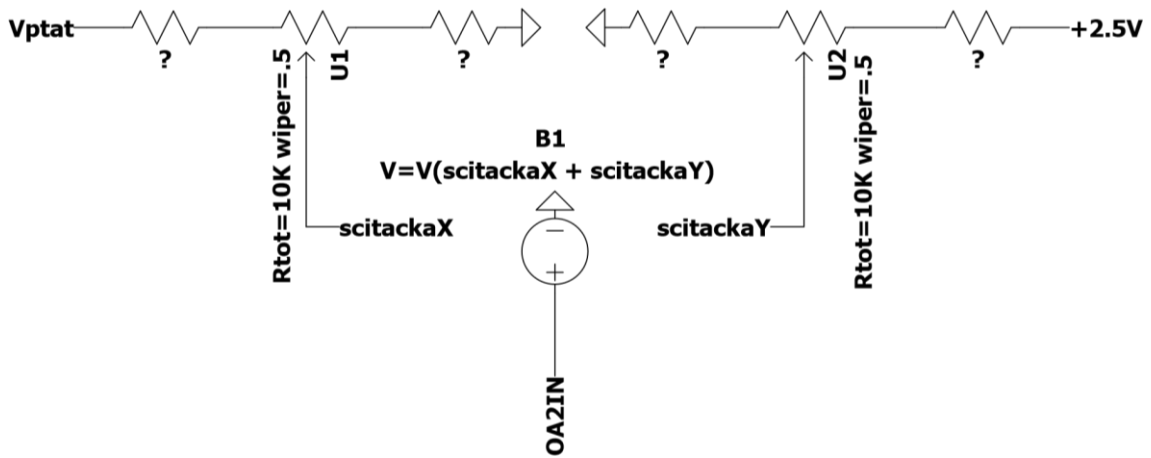 Vptat
?
Rtot=10K wiper=.5
U1
?
?
U2
Rtot=10K wiper=.5
?
+2.5V
B1
V=V(scitackaX + scitackaY)
scitackaX
scitackaY
OA2IN